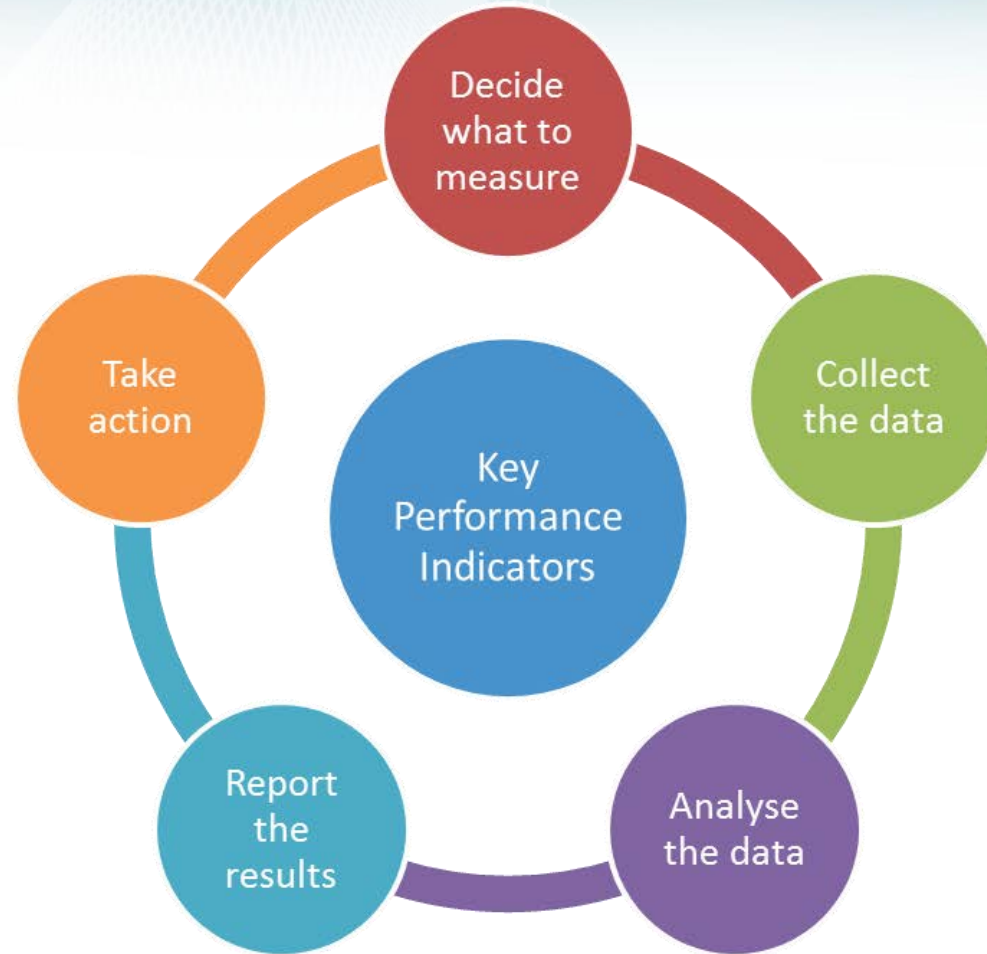 Decide
what to
measure
Collect
the data
Analyse
the data
Report
the
results
Take
action
Key
Performance
Indicators